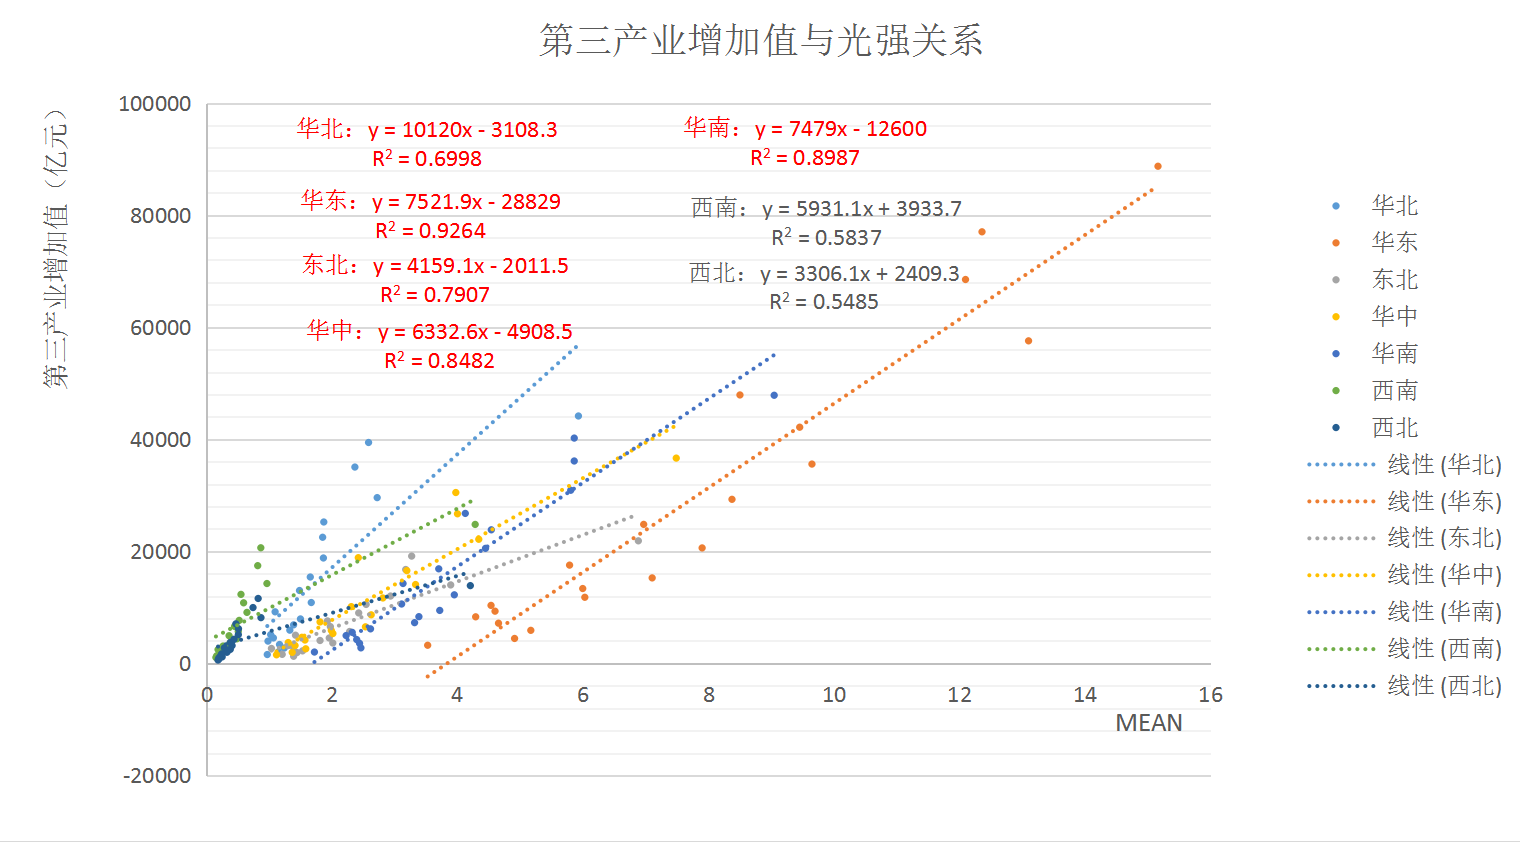 第三产业增加值与光强关系
第三产业增加值（亿元）
100000
80000
60000
40000
20000
0
-20000
华北：y = 10120x - 3108.3
R² = 0.6998
华东：y = 7521.9x - 28829
R² = 0.9264
东北：y = 4159.1x - 2011.5
R² = 0.7907
华中：y = 6332.6x - 4908.5
R² = 0.8482
华南：y = 7479x - 12600
R² = 0.8987
西南：y = 5931.1x + 3933.7
R² = 0.5837
西北：y = 3306.1x + 2409.3
R² = 0.5485
0 2 4 6 8 10 12 14 16
MEAN
华北
华东
东北
华中
华南
西南
西北
线性 (华北)
线性 (华东)
线性 (东北)
线性 (华中)
线性 (华南)
线性 (西南)
线性 (西北)